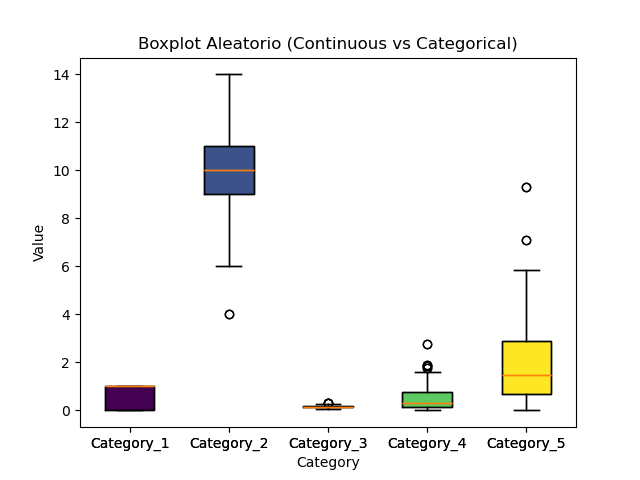 Boxplot Aleatorio (Continuous vs Categorical)
14
12
10
8
6
4
2
0
Value
Category_1 Category_2 Category_3 Category_4 Category_5
Category